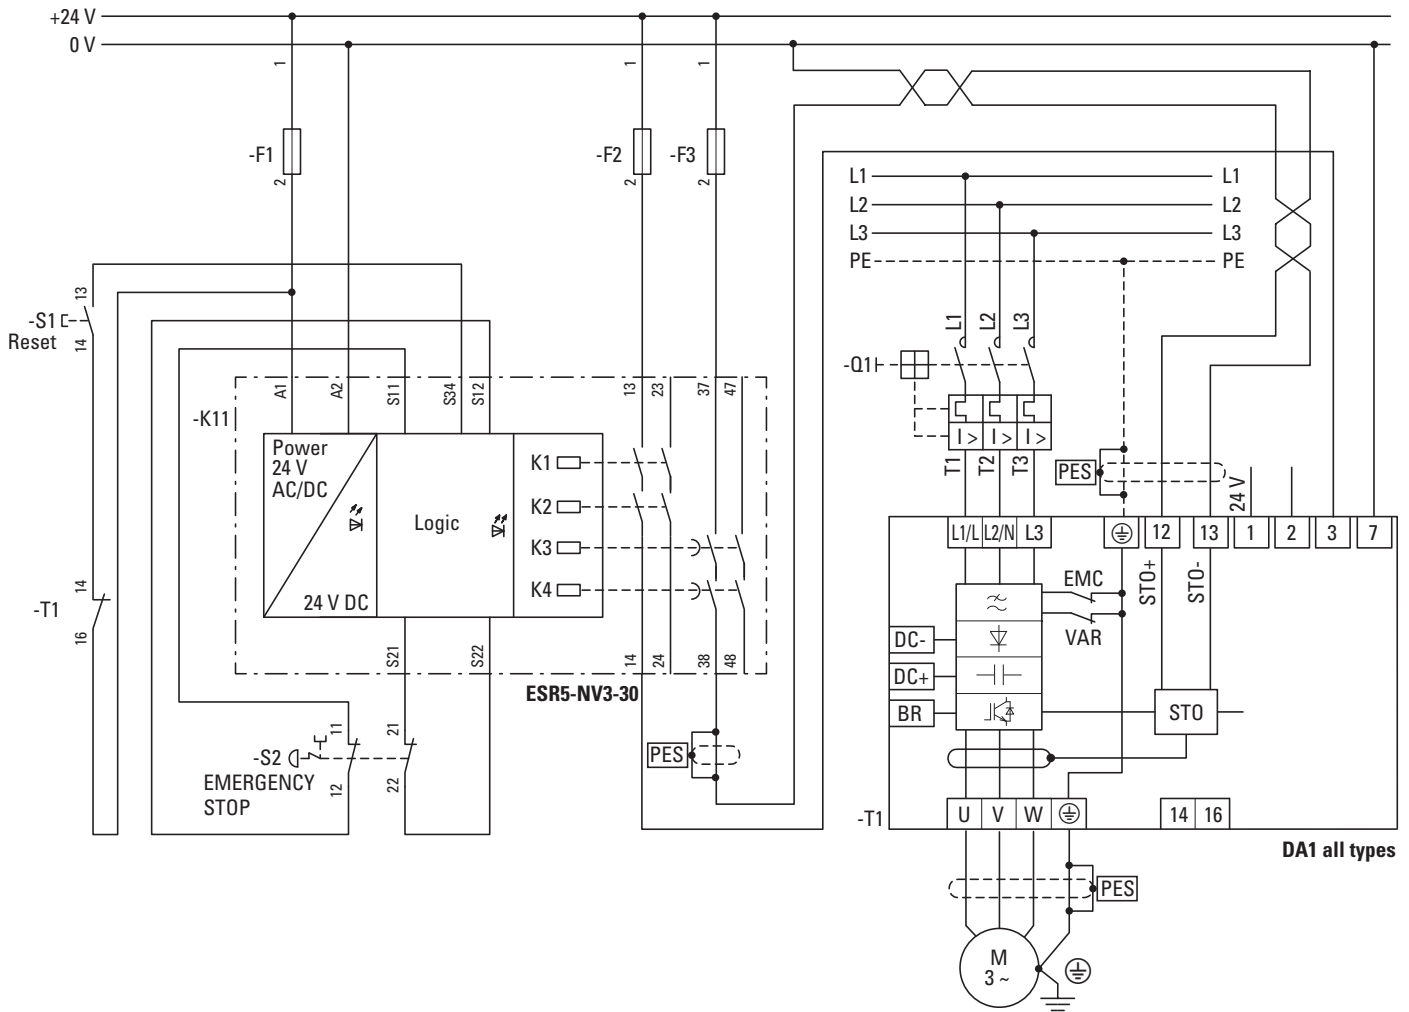 +24 V
0 V
1
1
1
-F1
-F2
-F3
2
2
2
L1
L1
L2
L2
L3
L3
PE
PE
13
-S1
Reset
14
L1
L2
L3
-Q1
A1
A2
S11
S34
S12
13
23
37
47
-K11
Power
24 V
AC/DC
24 V DC
Logic
K1
K2
K3
K4
I >
I >
I >
T1
T2
T3
PES
24 V
L1/L
L2/N
L3
12
13
1
2
3
7
STO+
STO-
EMC
VAR
14
-T1
16
DC-
DC+
BR
STO
S21
S22
14
24
38
48
ESR5-NV3-30
11
21
-S2
EMERGENCY
STOP
12
22
PES
-T1
U
V
W
14
16
DA1 all types
PES
M
3 ~